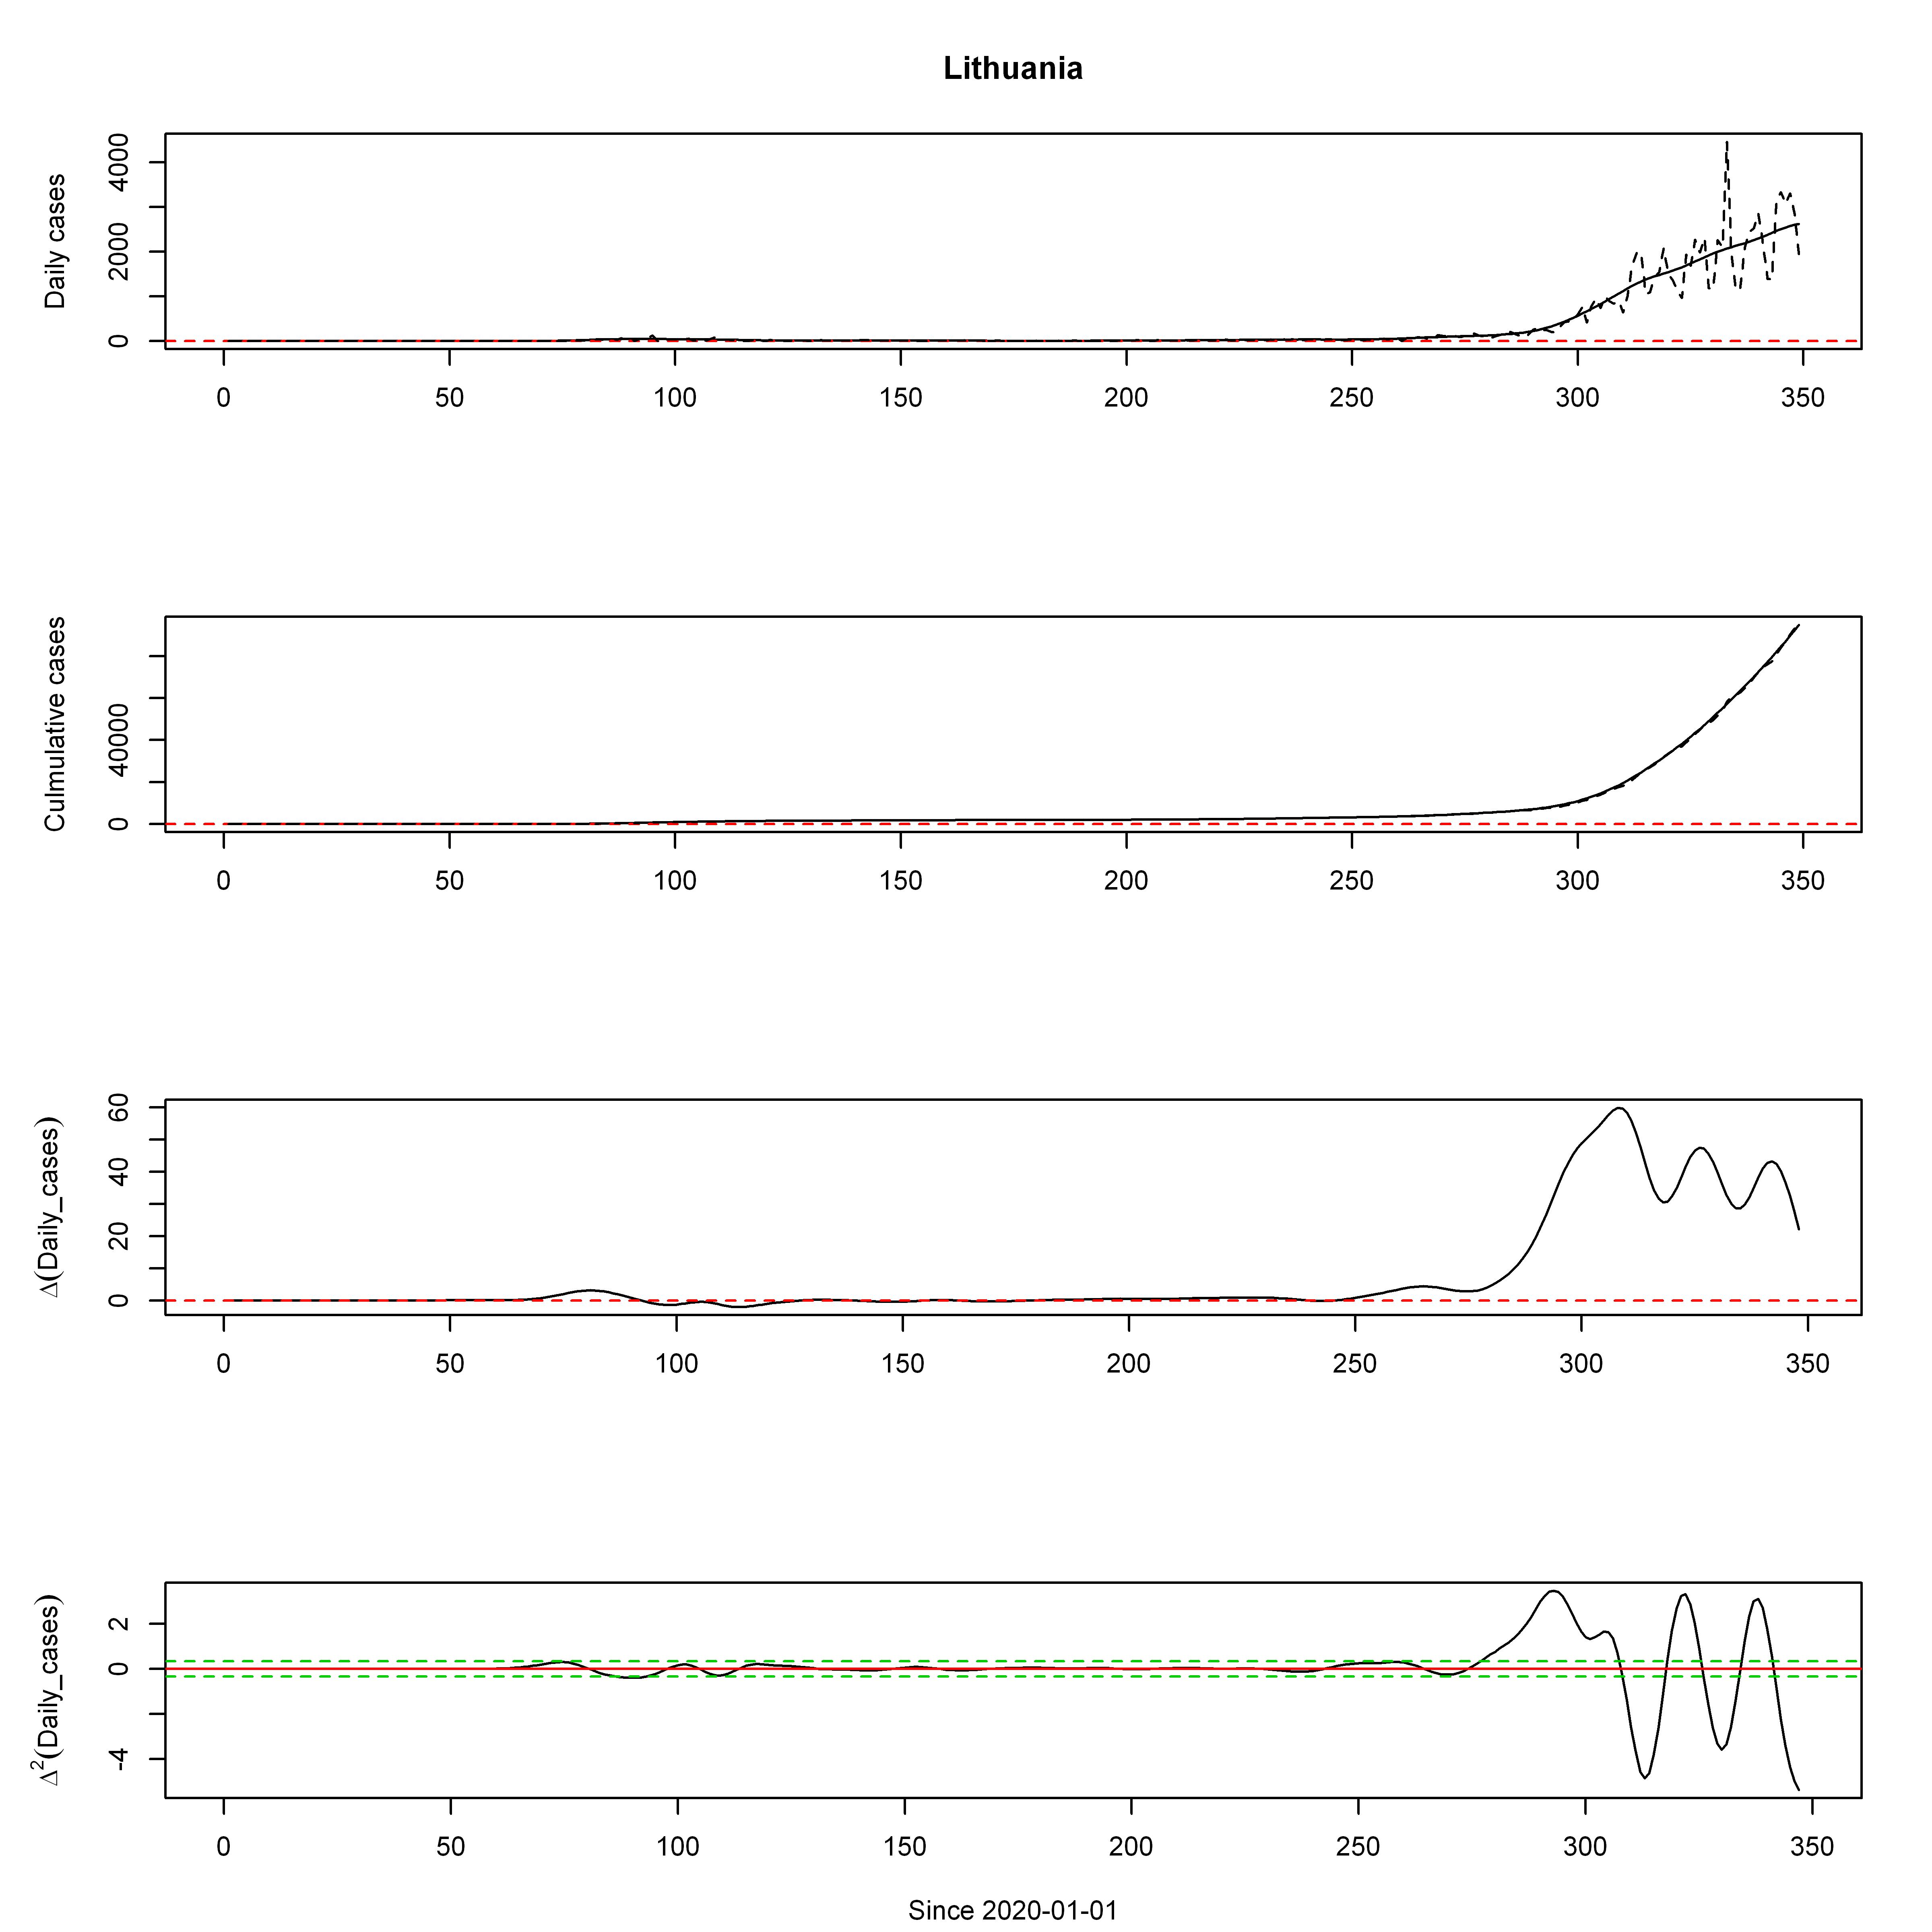 Lithuania
Daily cases
0 2000 4000
0 50 100 150 200 250 300 350
Culmulative cases
0 40000
0 50 100 150 200 250 300 350
Δ(Daily_cases)
0 20 40 60
0 50 100 150 200 250 300 350
Δ²(Daily_cases)
-4 0 2
0 50 100 150 200 250 300 350
Since 2020-01-01